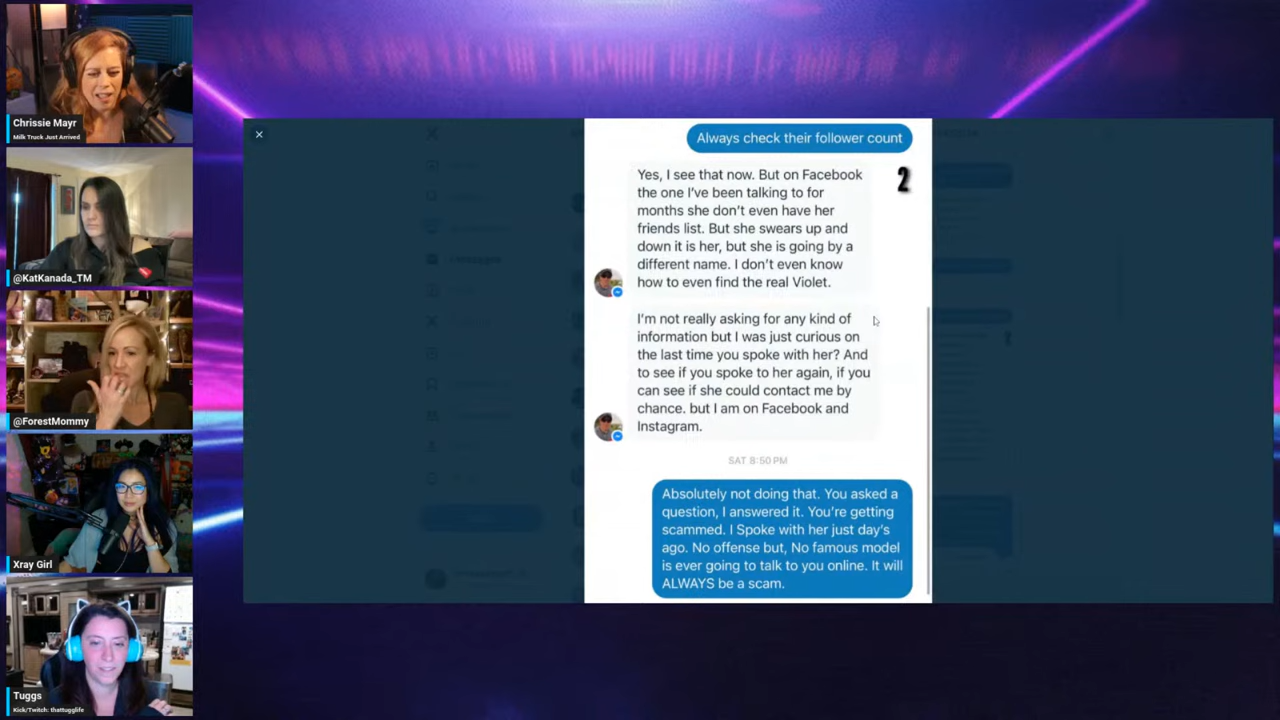 Chrissie Mayr
Milk Truck Just Arrived
@KatKanada_TM
@ForestMommy
Xray Girl
Tuggs
Kick/Twitch: thattugglife
Always check their follower count
2
Yes, I see that now. But on Facebook
the one I've been talking to for
months she don't even have her
friends list. But she swears up and
down it is her, but she is going by a
different name. I don't even know
how to even find the real Violet.
I'm not really asking for any kind of
information but I was just curious on
the last time you spoke with her? And
to see if you spoke to her again, if you
can see if she could contact me by
chance. but I am on Facebook and
Instagram.
SAT 8:50 PM
Absolutely not doing that. You asked a
question, I answered it. You're getting
scammed. I Spoke with her just day's
ago. No offense but, No famous model
is ever going to talk to you online. It will
ALWAYS be a scam.